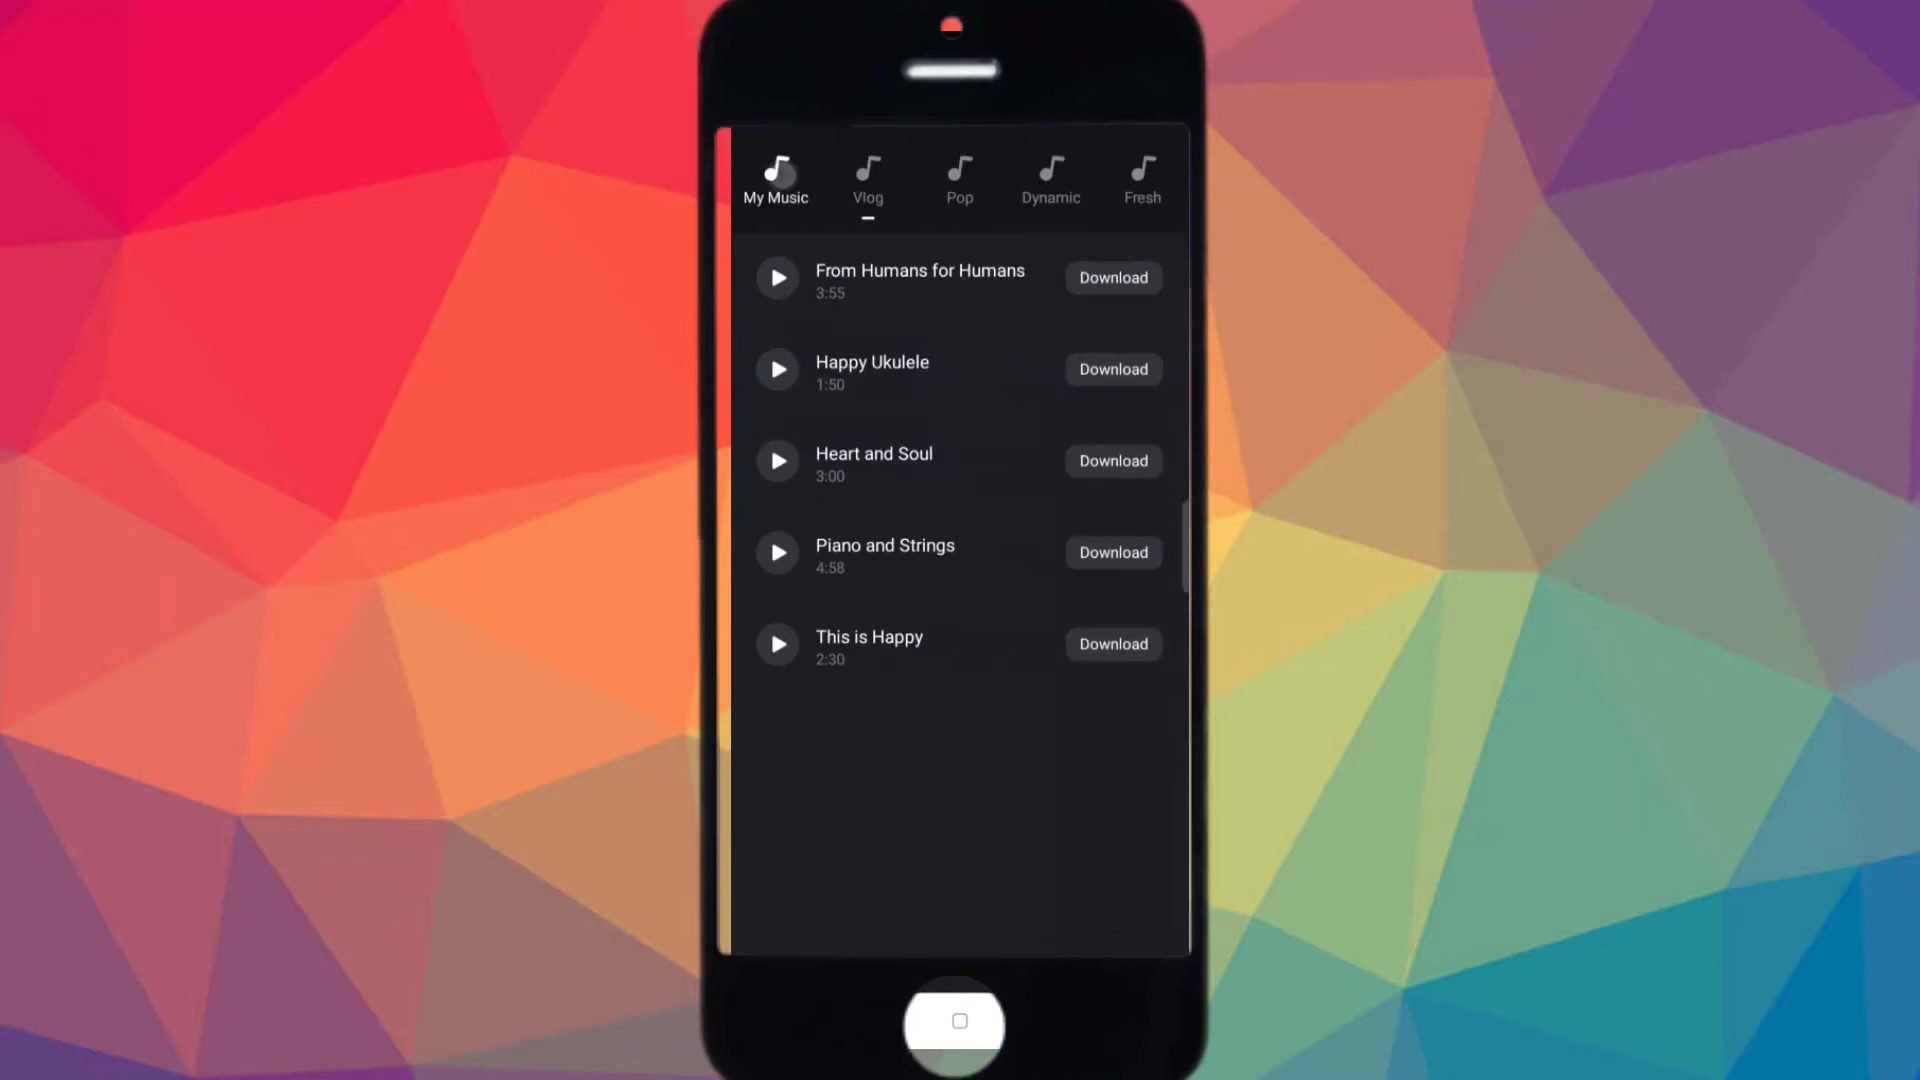 My Music
Vlog
Pop
Dynamic
Fresh
From Humans for Humans
3:55
Download
Happy Ukulele
1:50
Download
Heart and Soul
3:00
Download
Piano and Strings
4:58
Download
This is Happy
2:30
Download